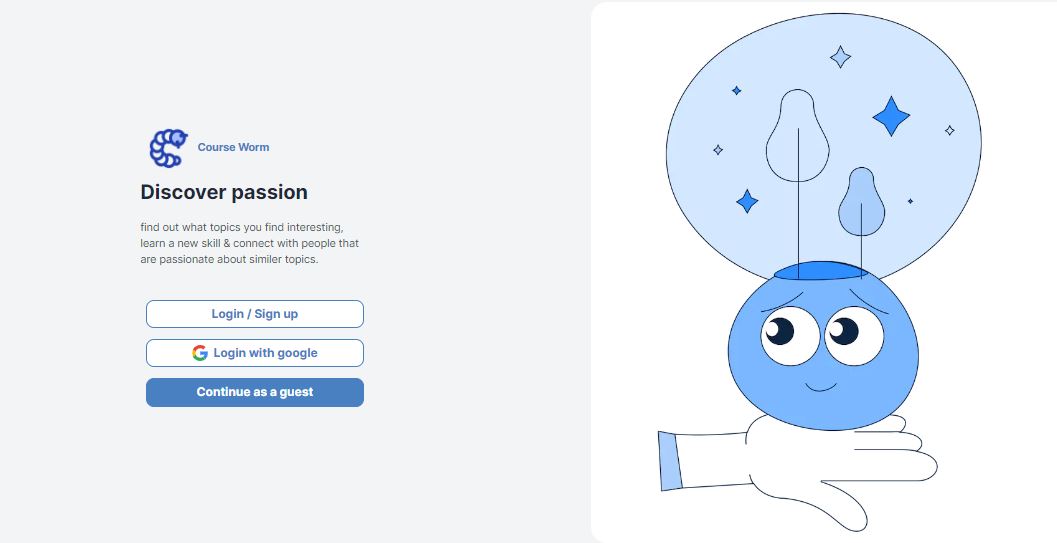 Course Worm
Discover passion
find out what topics you find interesting,
learn a new skill & connect with people that
are passionate about similer topics.
Login / Sign up
Login with google
Continue as a guest